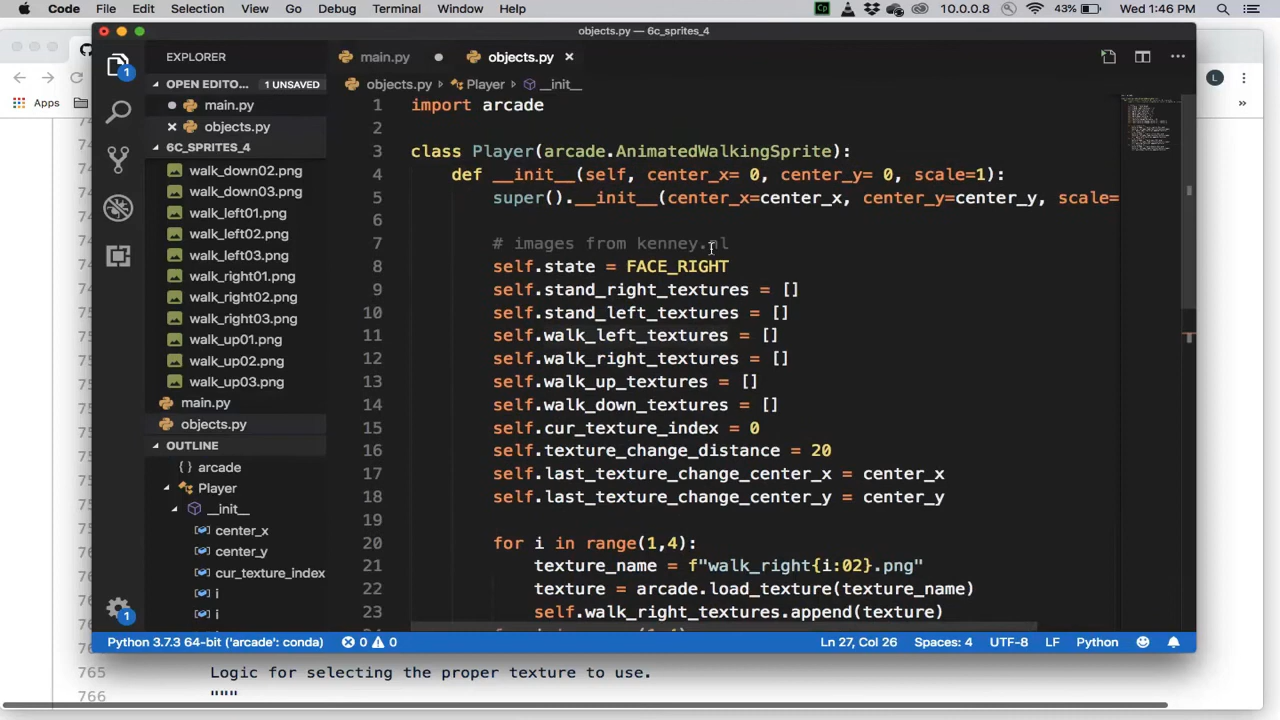 Code File Edit Selection View Go Debug Terminal Window Help 10.0.0.8 43% Wed 1:46 PM
objects.py — 6c_sprites_4
EXPLORER
main.py
objects.py
OPEN EDITO... 1 UNSAVED
main.py
objects.py
objects.py Player __init__
Apps
6C_SPRITES_4
walk_down02.png
walk_down03.png
walk_left01.png
walk_left02.png
walk_left03.png
walk_right01.png
walk_right02.png
walk_right03.png
walk_up01.png
walk_up02.png
walk_up03.png
main.py
objects.py
OUTLINE
arcade
Player
__init__
center_x
center_y
cur_texture_index
i
i
1 import arcade
2
3 class Player(arcade.AnimatedWalkingSprite):
4 def __init__(self, center_x= 0, center_y= 0, scale=1):
5 super().__init__(center_x=center_x, center_y=center_y, scale=
6
7 # images from kenney.nl
8 self.state = FACE_RIGHT
9 self.stand_right_textures = []
10 self.stand_left_textures = []
11 self.walk_left_textures = []
12 self.walk_right_textures = []
13 self.walk_up_textures = []
14 self.walk_down_textures = []
15 self.cur_texture_index = 0
16 self.texture_change_distance = 20
17 self.last_texture_change_center_x = center_x
18 self.last_texture_change_center_y = center_y
19
20 for i in range(1,4):
21 texture_name = f"walk_right{i:02}.png"
22 texture = arcade.load_texture(texture_name)
23 self.walk_right_textures.append(texture)
Python 3.7.3 64-bit ('arcade': conda) 0 0 Ln 27, Col 26 Spaces: 4 UTF-8 LF Python
765 Logic for selecting the proper texture to use.
766 """